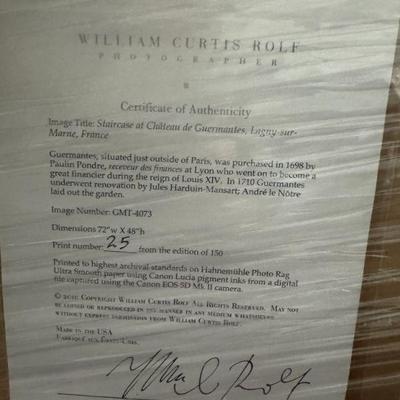 WILLIAM CURTIS ROLF
PHOTOGRAPHER
Certificate of Authenticity
Image Title: Staircase at Château de Guermantes, Lagny-sur-
Marne, France
Guermantes, situated just outside of Paris, was purchased in 1698 by
Paulin Pondre, receveur des finances at Lyon who went on to become a
great financier during the reign of Louis XIV. In 1710 Guermantes
underwent renovation by Jules Harduin-Mansart; André le Nôtre
laid out the garden.
Image Number: GMT-4073
Dimensions 72"w X 48"h
Print number: 25 from the edition of 150
Printed to highest archival standards on Hahnemühle Photo Rag
Ultra Smooth paper using Canon Lucia pigment inks from a digital
file captured using the Canon EOS-5D Mk II camera.
COPYRIGHT WILLIAM CURTIS ROLF ALL RIGHTS RESERVED. MAY NOT
BE CLONED OR REPRODUCED IN ANY MANNER IN ANY MEDIUM WHATSOEVER
WITHOUT EXPRESS PERMISSION FROM WILLIAM CURTIS ROLF
MADE IN THE USA
FABRIQUÉ AUX ÉTATS-UNIS.
Rolf